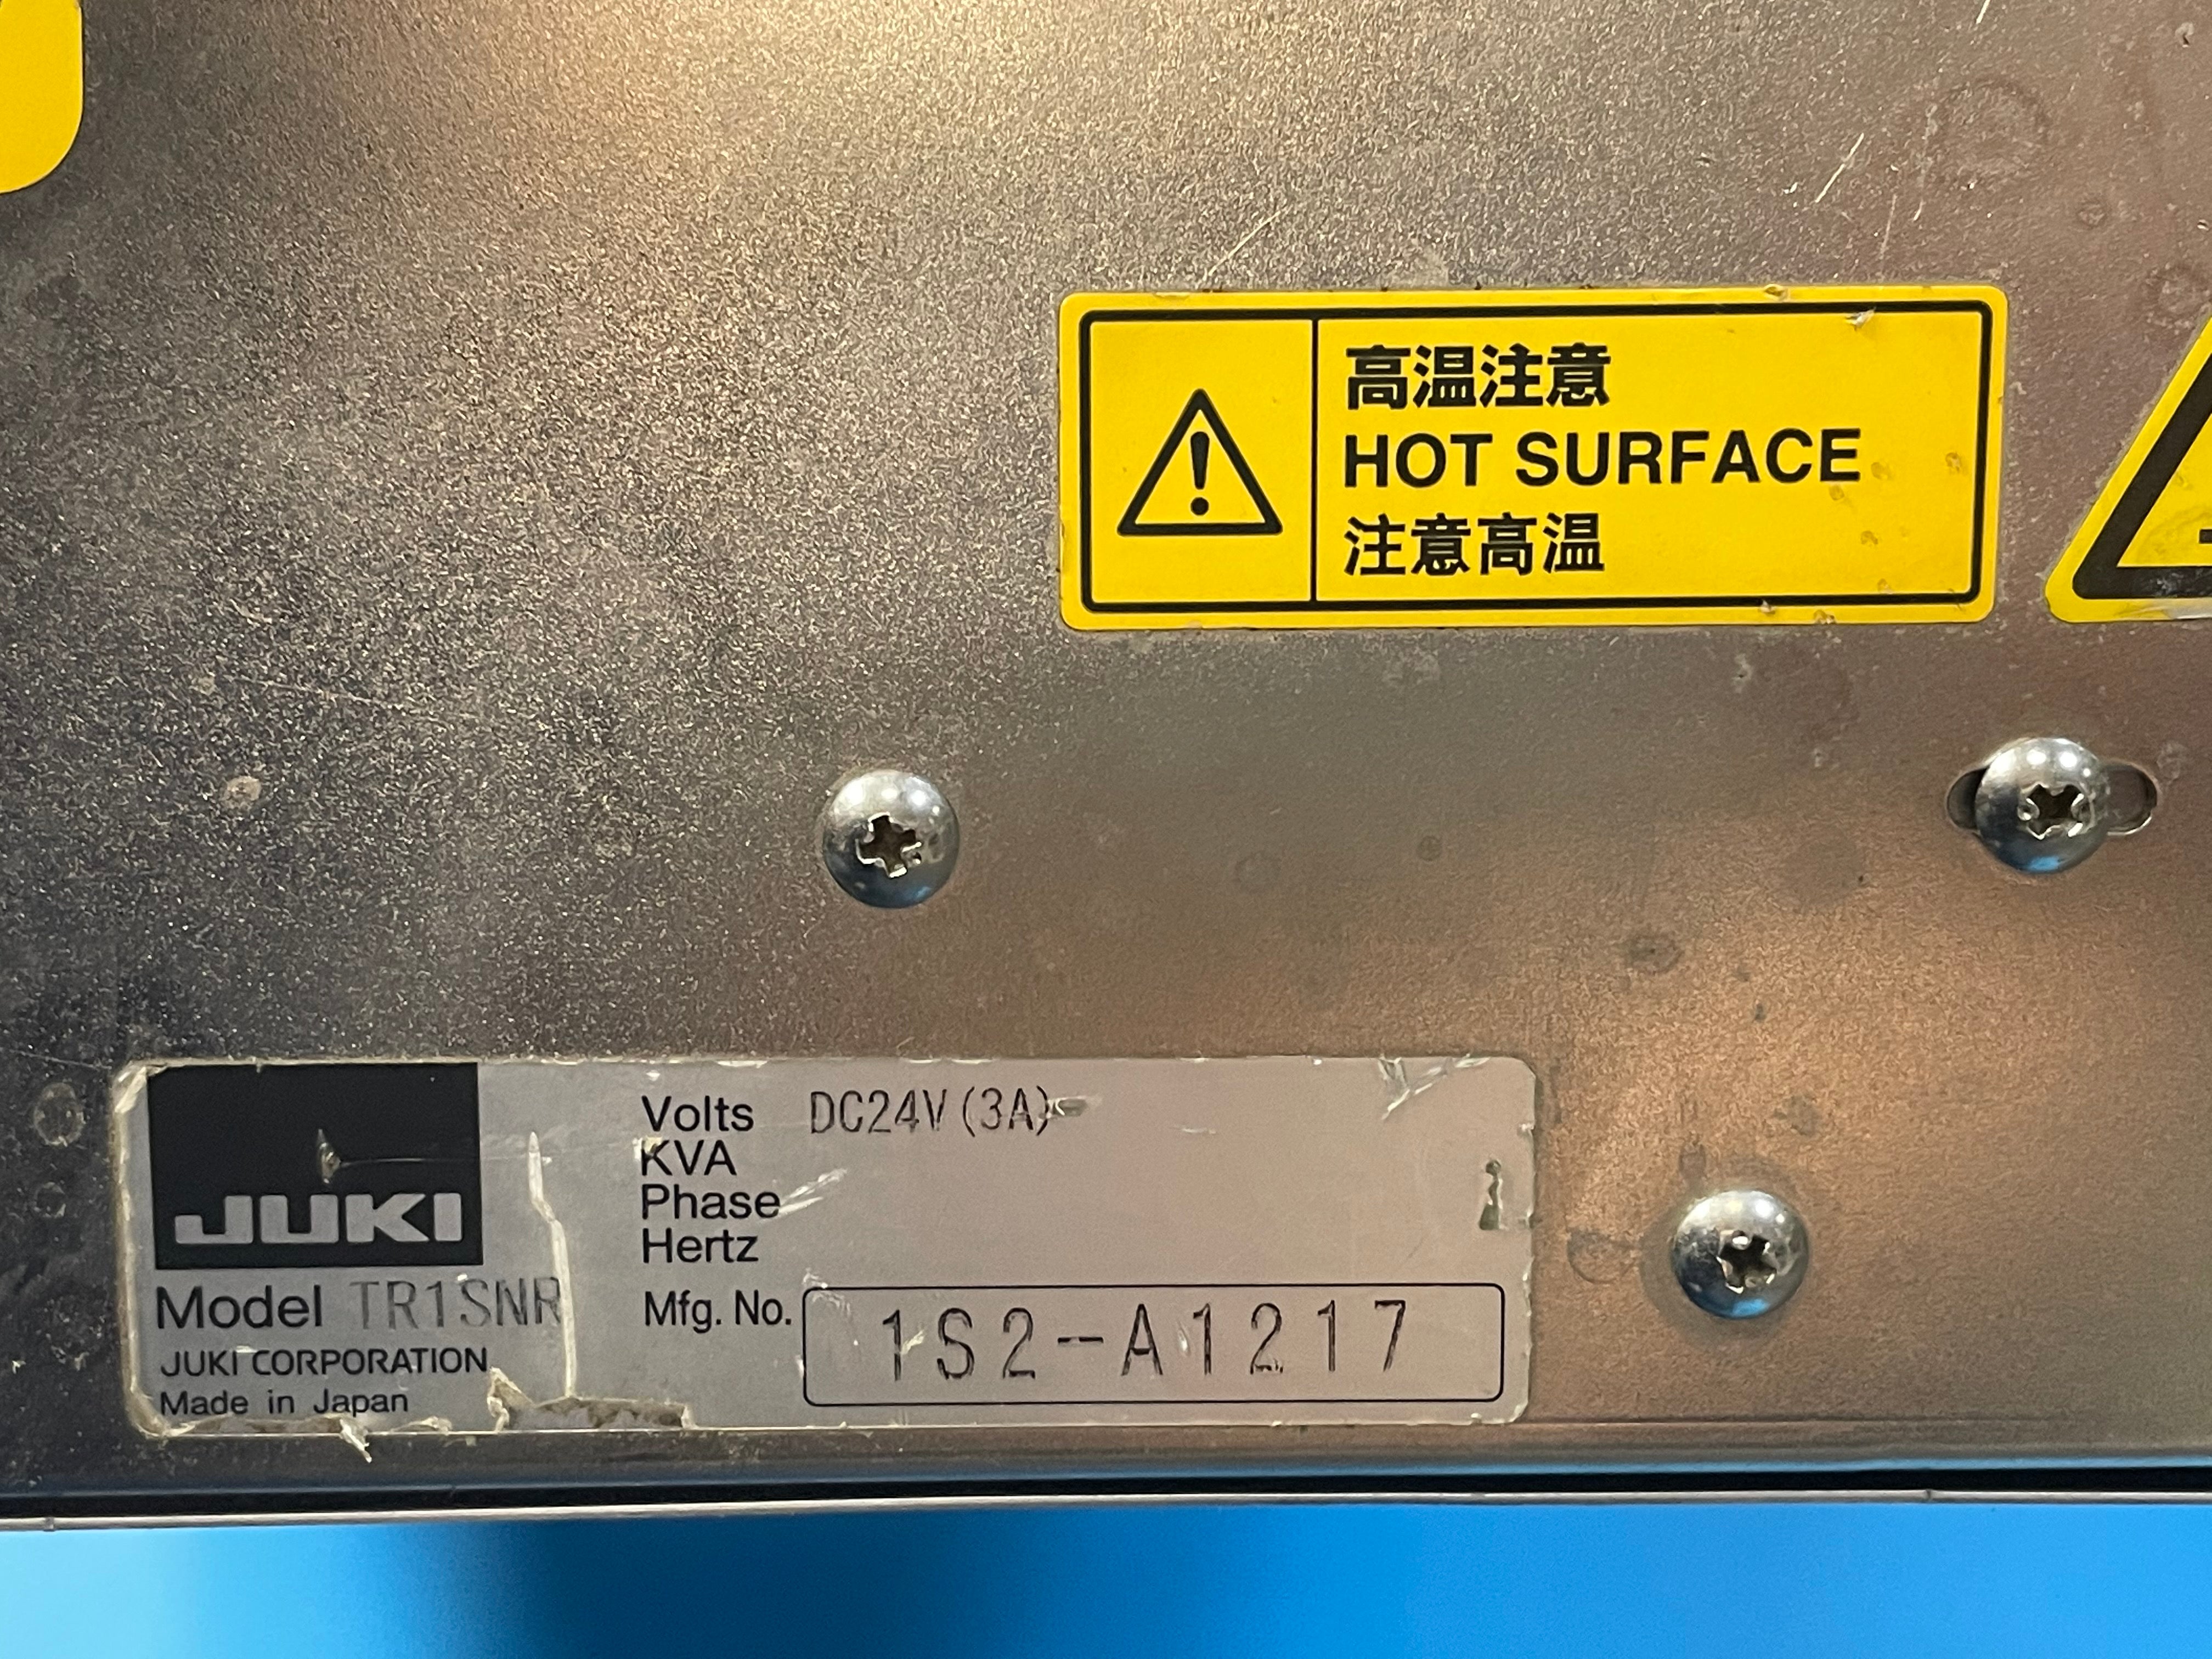 高温注意
HOT SURFACE
注意高温
JUKI
Model TR1SNR
JUKI CORPORATION
Made in Japan
Volts DC24V(3A)
KVA
Phase
Hertz
Mfg. No. 1S2-A1217